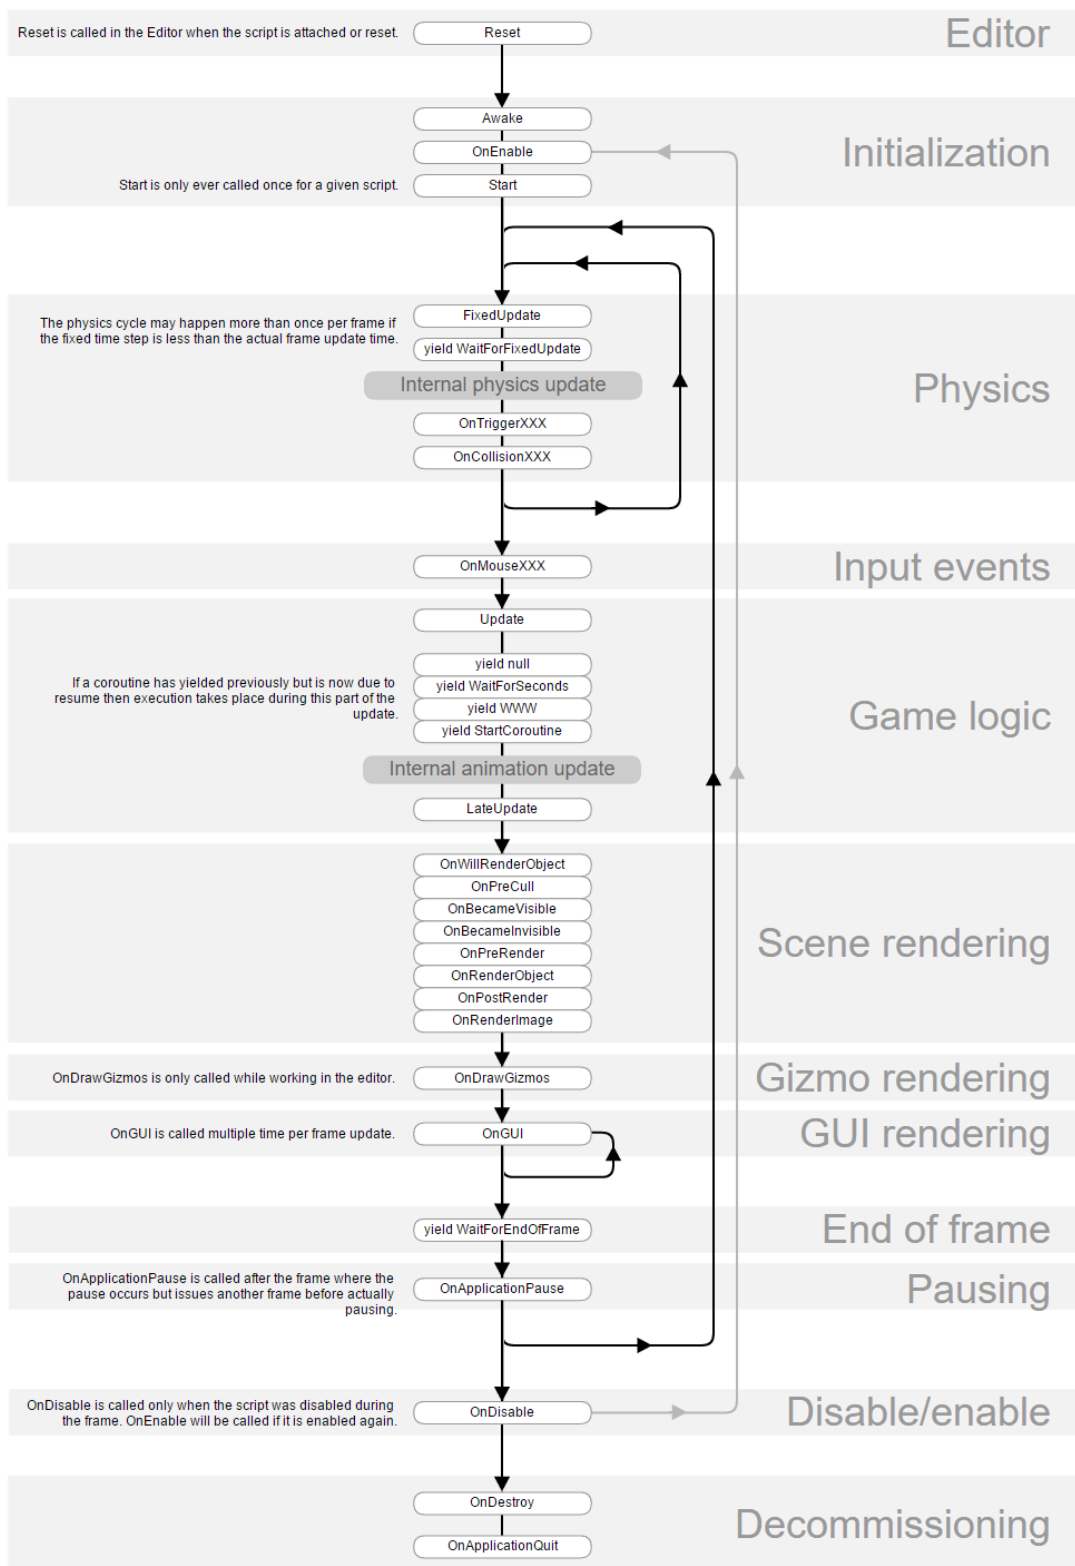 Reset is called in the Editor when the script is attached or reset.
Reset
Editor
Awake
OnEnable
Initialization
Start is only ever called once for a given script.
Start
The physics cycle may happen more than once per frame if
the fixed time step is less than the actual frame update time.
FixedUpdate
yield WaitForFixedUpdate
Internal physics update
Physics
OnTriggerXXX
OnCollisionXXX
OnMouseXXX
Input events
Update
If a coroutine has yielded previously but is now due to
resume then execution takes place during this part of the
update.
yield null
yield WaitForSeconds
yield WWW
yield StartCoroutine
Game logic
Internal animation update
LateUpdate
OnWillRenderObject
OnPreCull
OnBecameVisible
OnBecameInvisible
OnPreRender
OnRenderObject
OnPostRender
OnRenderImage
Scene rendering
OnDrawGizmos is only called while working in the editor.
OnDrawGizmos
Gizmo rendering
OnGUI is called multiple time per frame update.
OnGUI
GUI rendering
yield WaitForEndOfFrame
End of frame
OnApplicationPause is called after the frame where the
pause occurs but issues another frame before actually
pausing.
OnApplicationPause
Pausing
OnDisable is called only when the script was disabled during
the frame. OnEnable will be called if it is enabled again.
OnDisable
Disable/enable
OnDestroy
OnApplicationQuit
Decommissioning